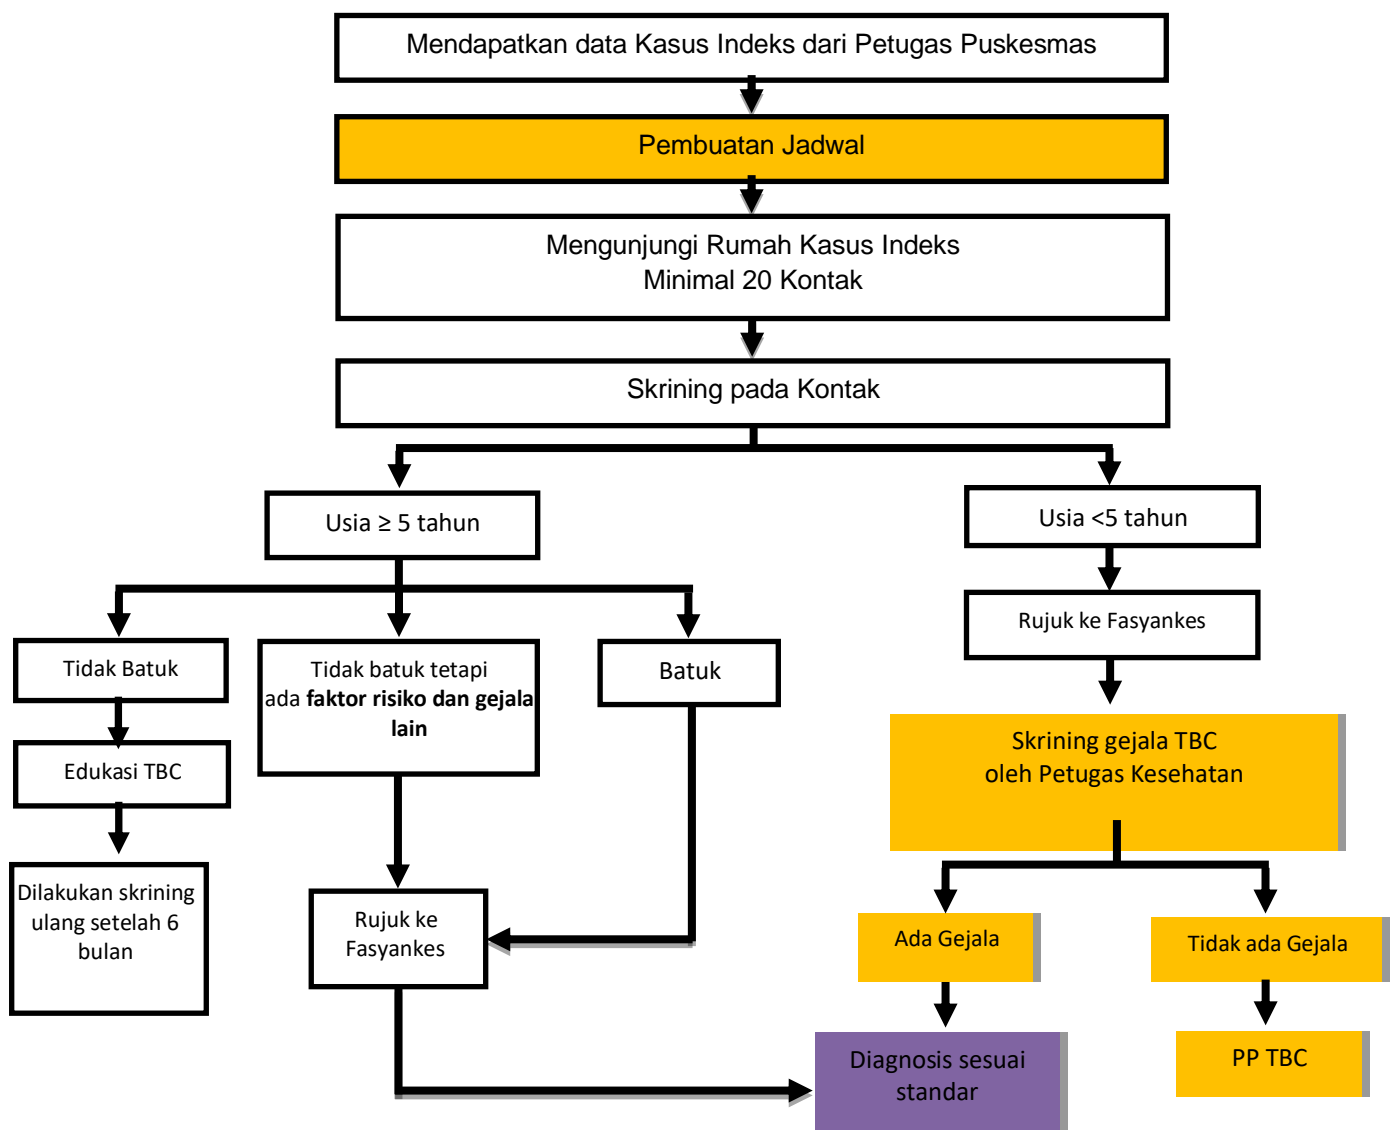 Mendapatkan data Kasus Indeks dari Petugas Puskesmas
Pembuatan Jadwal
Mengunjungi Rumah Kasus Indeks
Minimal 20 Kontak
Skrining pada Kontak
Usia ≥ 5 tahun
Usia <5 tahun
Rujuk ke Fasyankes
Tidak Batuk
Tidak batuk tetapi
ada faktor risiko dan gejala
lain
Batuk
Edukasi TBC
Skrining gejala TBC
oleh Petugas Kesehatan
Dilakukan skrining
ulang setelah 6
bulan
Rujuk ke
Fasyankes
Ada Gejala
Tidak ada Gejala
Diagnosis sesuai
standar
PP TBC